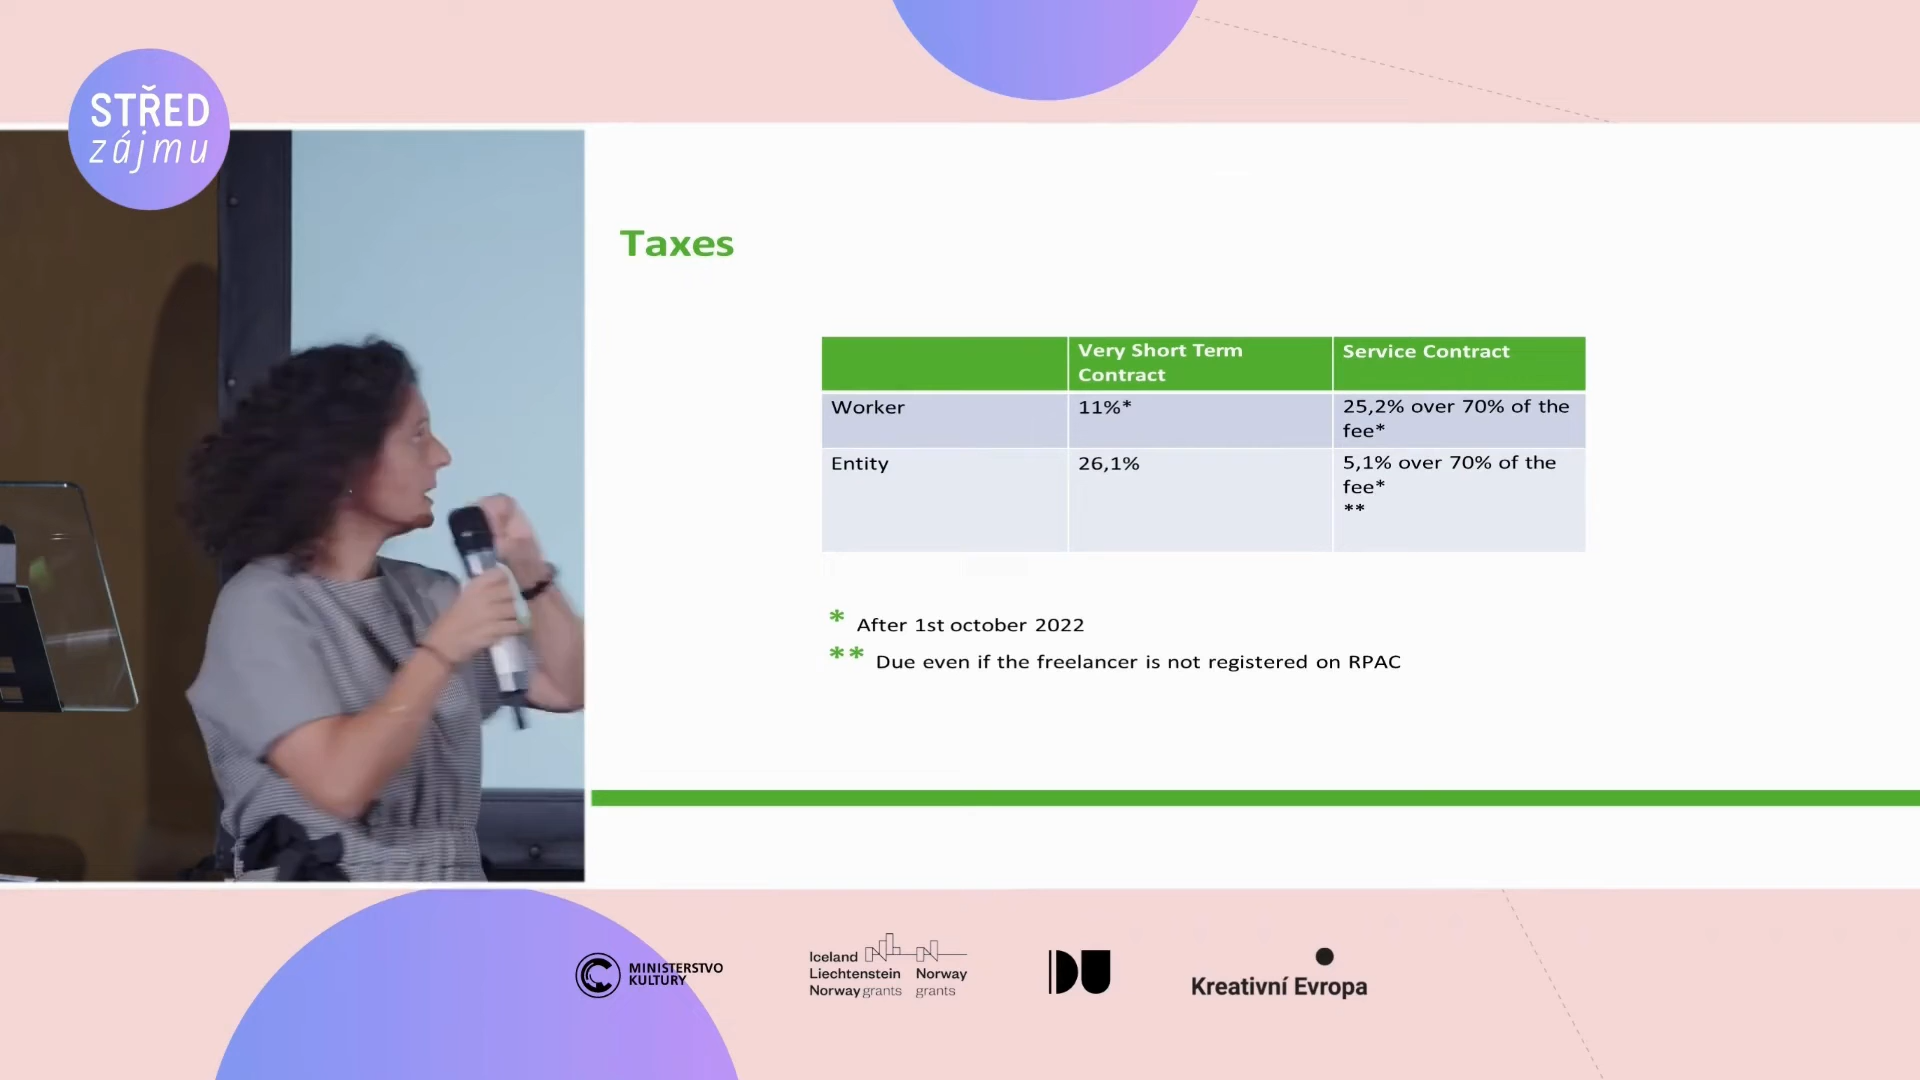 STŘED
zájmu
Taxes
Very Short Term
Contract
Service Contract
Worker
11%*
25,2% over 70% of the
fee*
Entity
26,1%
5,1% over 70% of the
fee*
**
* After 1st october 2022
** Due even if the freelancer is not registered on RPAC
MINISTERSTVO
KULTURY
Iceland
Liechtenstein
Norway grants
Norway
grants
DU
Kreativní Evropa